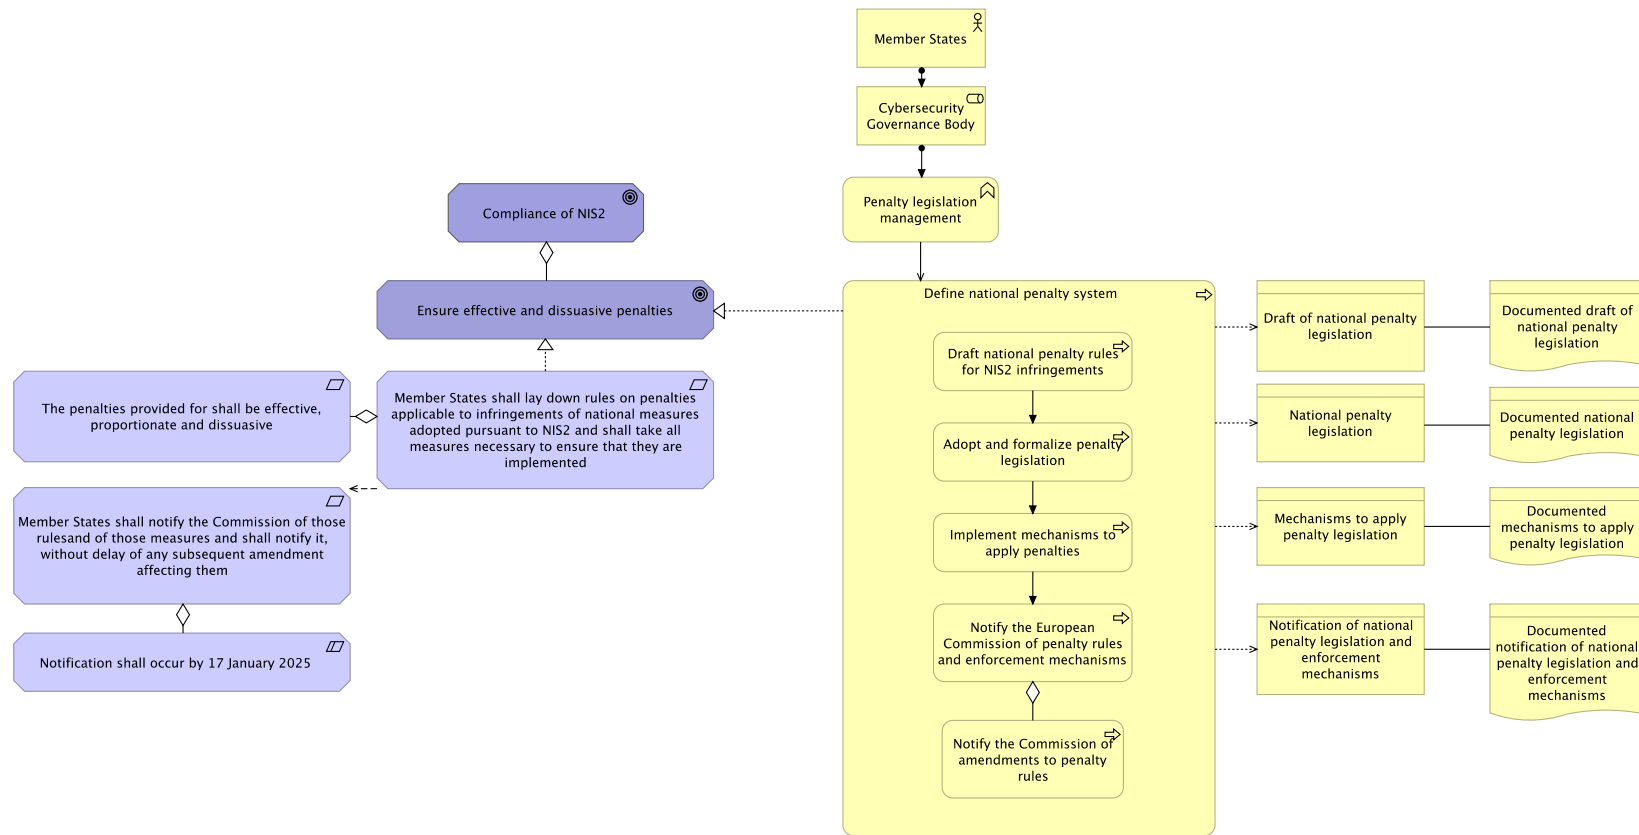 Member States
Cybersecurity
Governance Body
Penalty legislation
management
Compliance of NIS2
Ensure effective and dissuasive penalties
The penalties provided for shall be effective,
proportionate and dissuasive
Member States shall lay down rules on penalties
applicable to infringements of national measures
adopted pursuant to NIS2 and shall take all
measures necessary to ensure that they are
implemented
Member States shall notify the Commission of those
rulesand of those measures and shall notify it,
without delay of any subsequent amendment
affecting them
Notification shall occur by 17 January 2025
Define national penalty system
Draft national penalty rules
for NIS2 infringements
Adopt and formalize penalty
legislation
Implement mechanisms to
apply penalties
Notify the European
Commission of penalty rules
and enforcement mechanisms
Notify the Commission of
amendments to penalty
rules
Draft of national penalty
legislation
Documented draft of
national penalty
legislation
National penalty
legislation
Documented national
penalty legislation
Mechanisms to apply
penalty legislation
Documented
mechanisms to apply
penalty legislation
Notification of national
penalty legislation and
enforcement
mechanisms
Documented
notification of national
penalty legislation and
enforcement
mechanisms